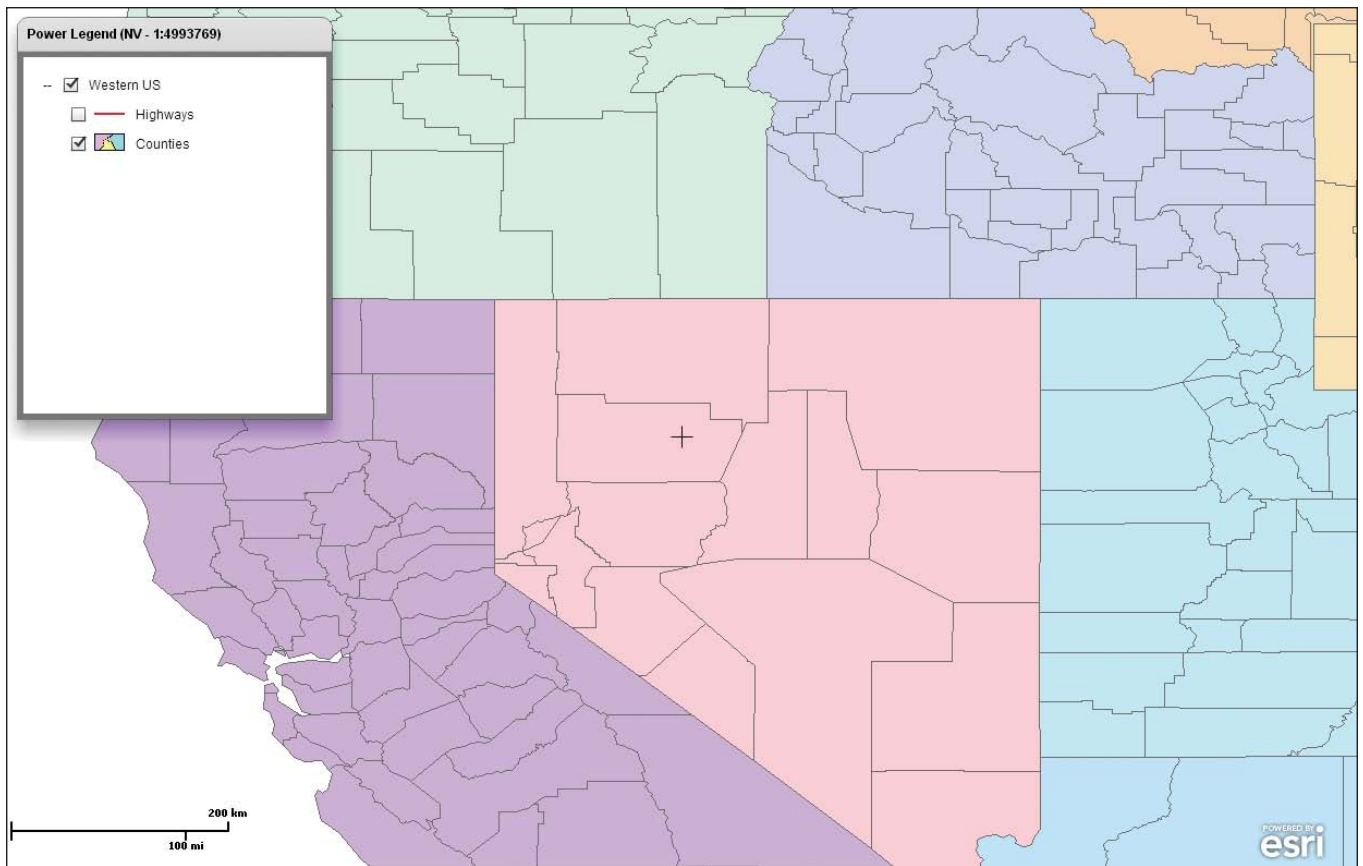 Power Legend (NV - 1:4993769)
-- Western US
Highways
Counties
200 km
100 mi
POWERED BY
esri